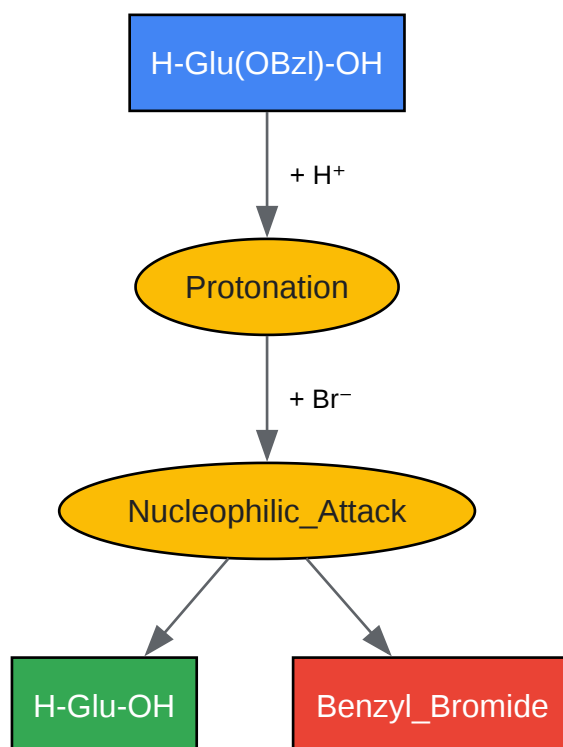 H-Glu(OBzl)-OH
+ H⁺
Protonation
+ Br⁻
Nucleophilic_Attack
H-Glu-OH
Benzyl_Bromide